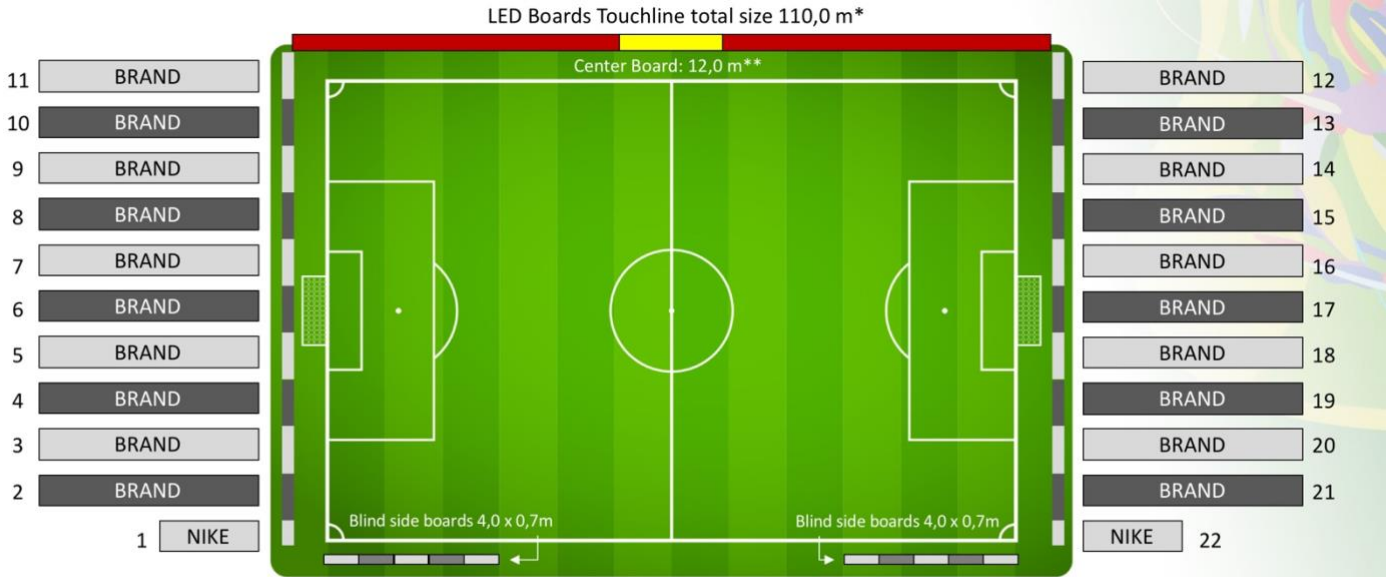 LED Boards Touchline total size 110,0 m*
Center Board: 12,0 m**
11 BRAND
10 BRAND
9 BRAND
8 BRAND
7 BRAND
6 BRAND
5 BRAND
4 BRAND
3 BRAND
2 BRAND
1 NIKE
BRAND 12
BRAND 13
BRAND 14
BRAND 15
BRAND 16
BRAND 17
BRAND 18
BRAND 19
BRAND 20
BRAND 21
NIKE 22
Blind side boards 4,0 x 0,7m
Blind side boards 4,0 x 0,7m